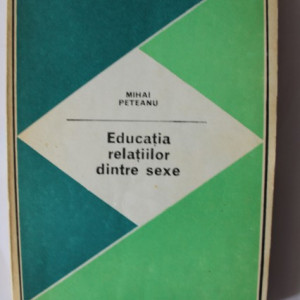 MIHAI
PETEANU
Educația
relațiilor
dintre sexe